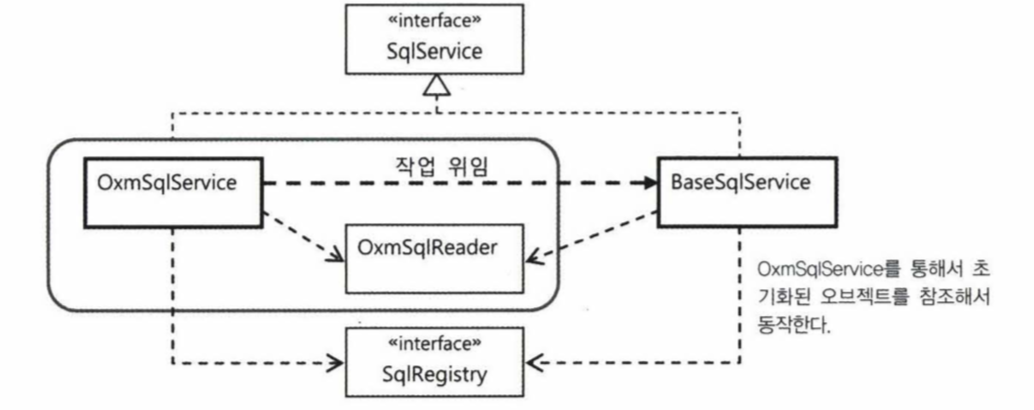 «interface»
SqlService
작업 위임
OxmSqlService
BaseSqlService
OxmSqlReader
OxmSqlService를 통해서 초
기화된 오브젝트를 참조해서
동작한다.
«interface»
SqlRegistry